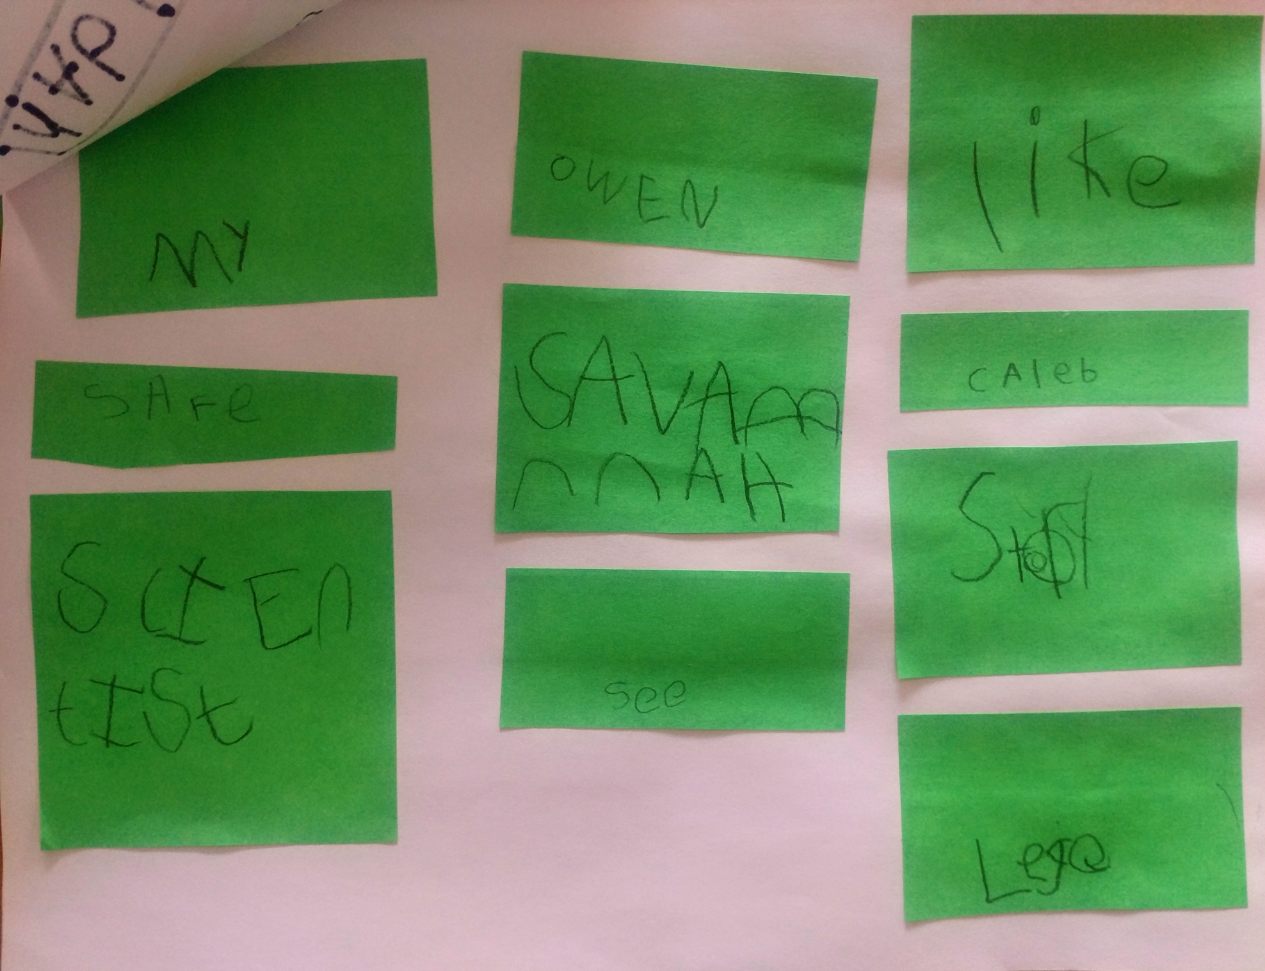 MY
SAFE
SCIEN
tISt
OWEN
SAVAnn
nnAH
see
like
CAleb
Lego